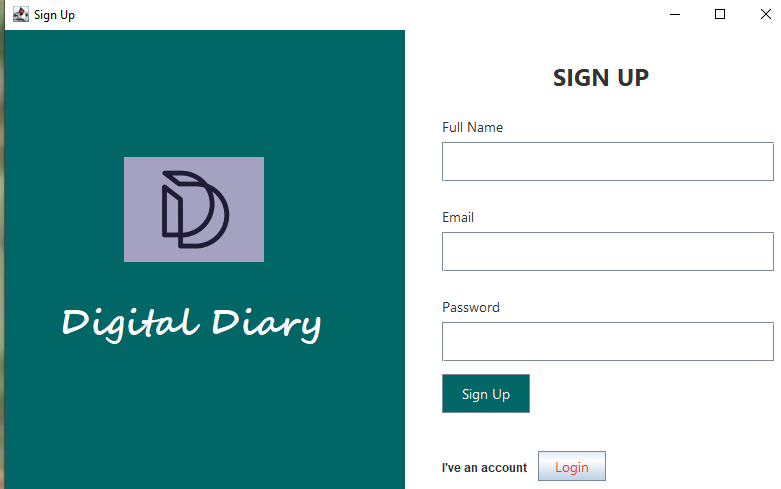 Sign Up
SIGN UP
Full Name
Email
Password
Digital Diary
Sign Up
I've an account
Login